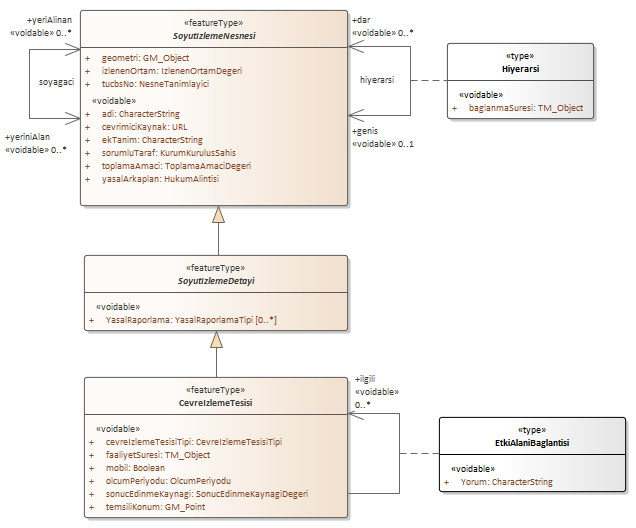 +yeriAlinan
«voidable» 0..*
soyagaci
+yeriniAlan
«voidable» 0..*
«featureType»
SoyutIzlemeNesnesi
+ geometri: GM_Object
+ izlenenOrtam: IzlenenOrtamDegeri
+ tucbsNo: NesneTanimlayici
«voidable»
+ adi: CharacterString
+ cevrimiciKaynak: URL
+ ekTanim: CharacterString
+ sorumluTaraf: KurumKurulusSahis
+ toplamaAmaci: ToplamaAmaciDegeri
+ yasalArkaplan: HukumAlintisi
+dar
«voidable» 0..*
hiyerarsi
+genis
«voidable» 0..1
«type»
Hiyerarsi
«voidable»
+ baglanmaSuresi: TM_Object
«featureType»
SoyutIzlemeDetayi
«voidable»
+ YasalRaporlama: YasalRaporlamaTipi [0..*]
«featureType»
CevreIzlemeTesisi
«voidable»
+ cevreIzlemeTesisiTipi: CevreIzlemeTesisiTipi
+ faaliyetSuresi: TM_Object
+ mobil: Boolean
+ olcumPeriyodu: OlcumPeriyodu
+ sonucEdinmeKaynagi: SonucEdinmeKaynagiDegeri
+ temsiliKonum: GM_Point
+ilgili
«voidable»
0..*
«type»
EtkiAlaniBaglantisi
«voidable»
+ Yorum: CharacterString